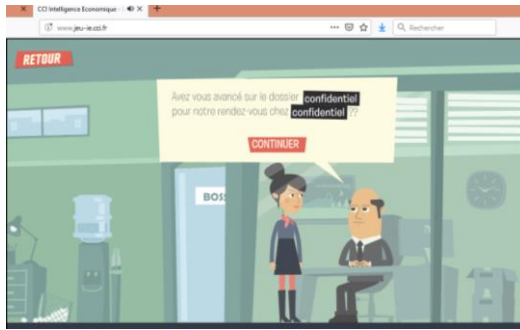 CCI Intelligence Economique -
www.jeu-ie.cci.fr
Rechercher
RETOUR
Avez vous avancé sur le dossier confidentiel
pour notre rendez-vous chez confidentiel ??
CONTINUER
BOSS